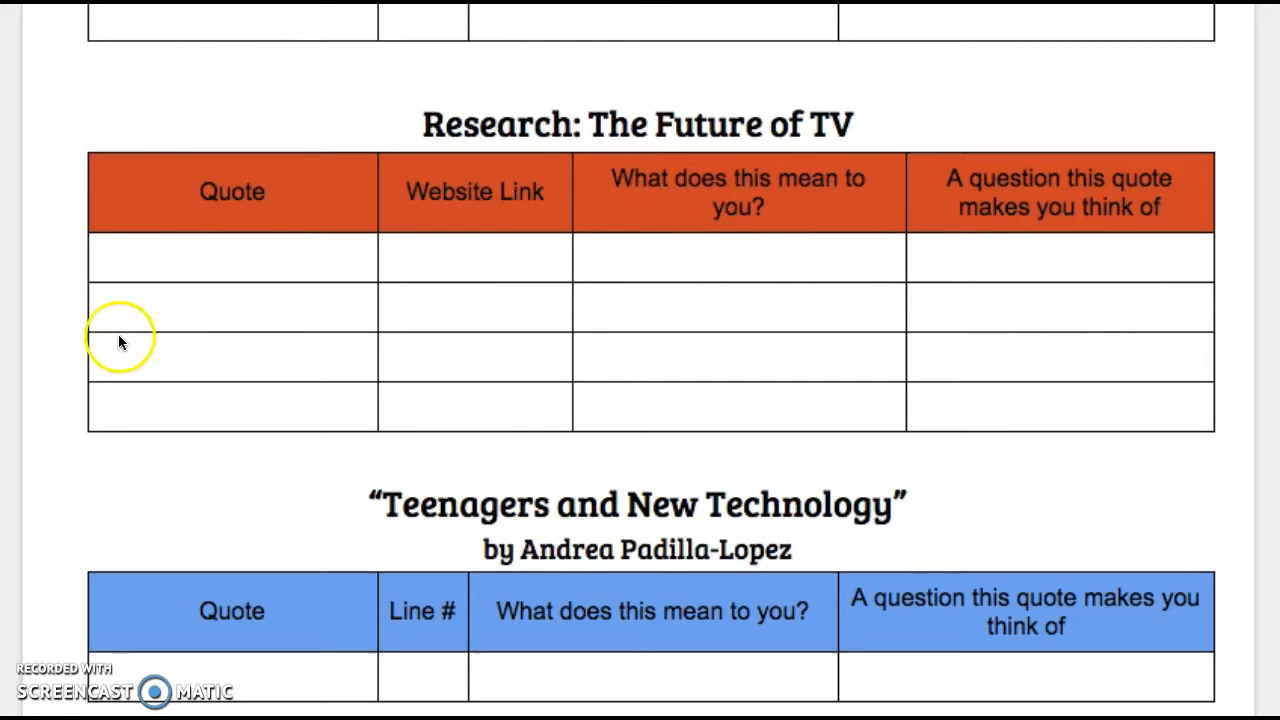 Research: The Future of TV
Quote
Website Link
What does this mean to
you?
A question this quote
makes you think of
“Teenagers and New Technology”
by Andrea Padilla-Lopez
Quote
Line #
What does this mean to you?
A question this quote makes you
think of
RECORDED WITH
SCREENCAST MATIC